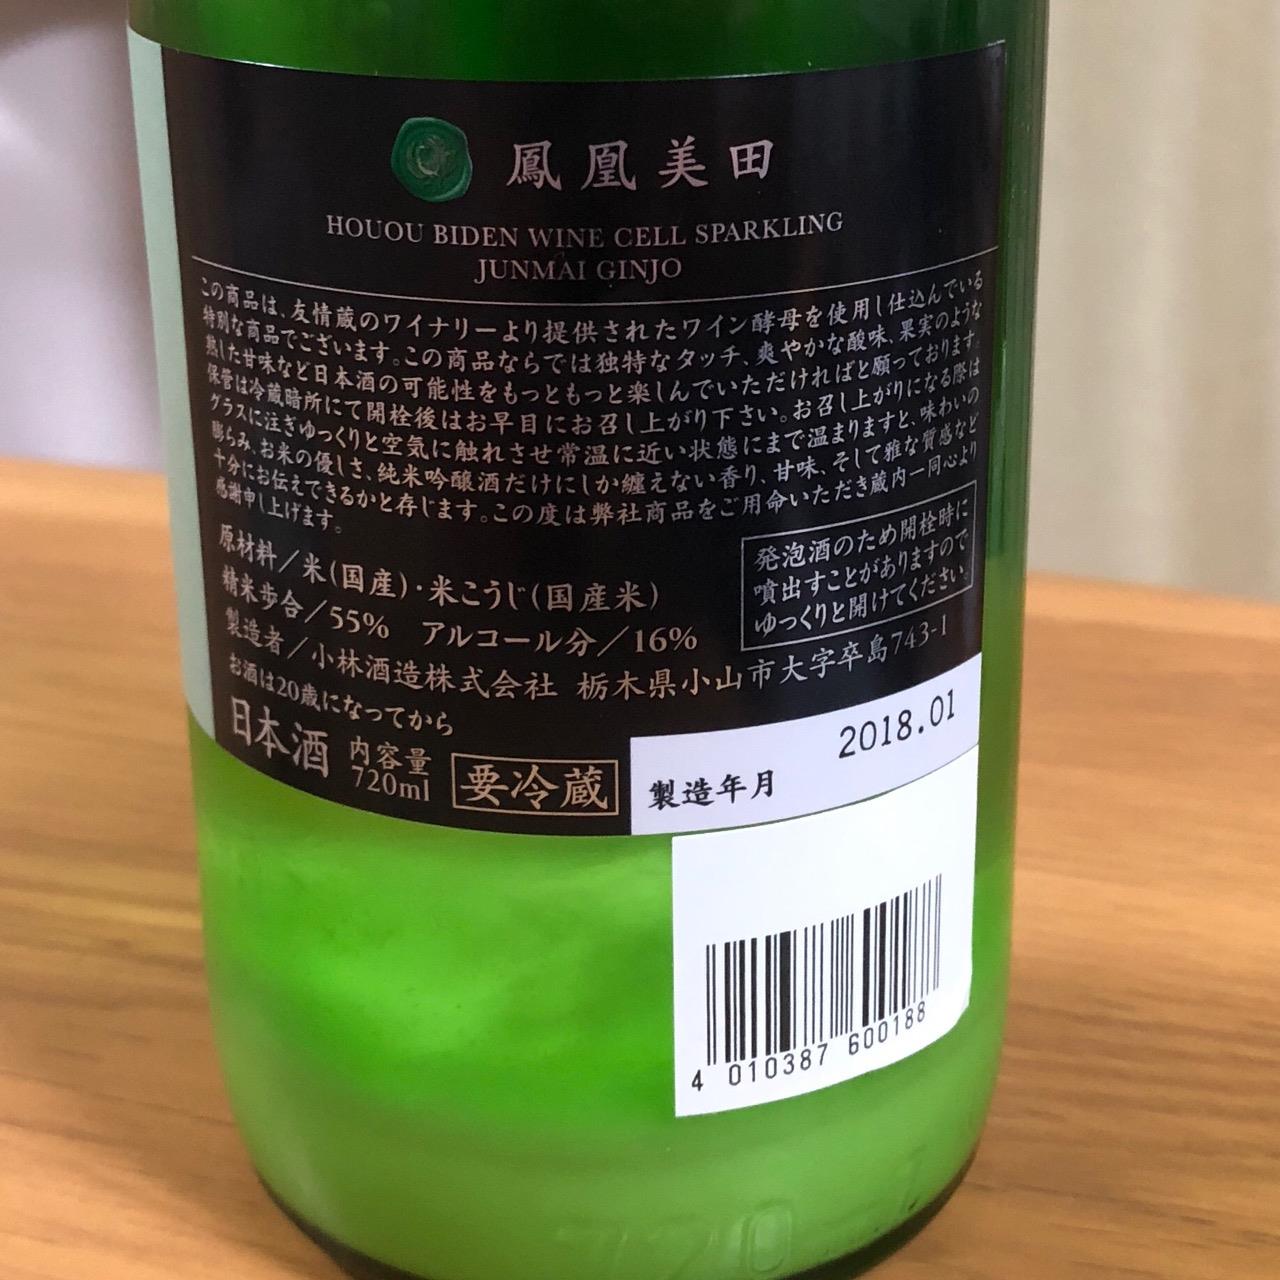 鳳凰美田
HOUOU BIDEN WINE CELL SPARKLING
JUNMAI GINJO
この商品は、友情蔵のワイナリーより提供されたワイン酵母を使用し仕込んでいる
特別な商品でございます。この商品ならでは独特なタッチ、爽やかな酸味、果実のような
熟した甘味など日本酒の可能性をもっともっと楽しんでいただければと願っております。
保管は冷蔵暗所にて開栓後はお早目にお召し上がり下さい。お召し上がりになる際は
グラスに注ぎゆっくりと空気に触れさせ常温に近い状態にまで温まりますと、味わいの
膨らみ、お米の優しさ、純米吟醸酒だけにしか纏えない香り、甘味、そして雅な質感など
十分にお伝えできるかと存じます。この度は弊社商品をご用命いただき蔵内一同心より
感謝申し上げます。
発泡酒のため開栓時に
噴出すことがありますので
ゆっくりと開けてください。
原材料／米(国産)・米こうじ(国産米)
精米歩合／55% アルコール分／16%
製造者／小林酒造株式会社 栃木県小山市大字卒島743-1
お酒は20歳になってから
日本酒 内容量 720ml 要冷蔵
製造年月 2018.01
4 010387 600188
720